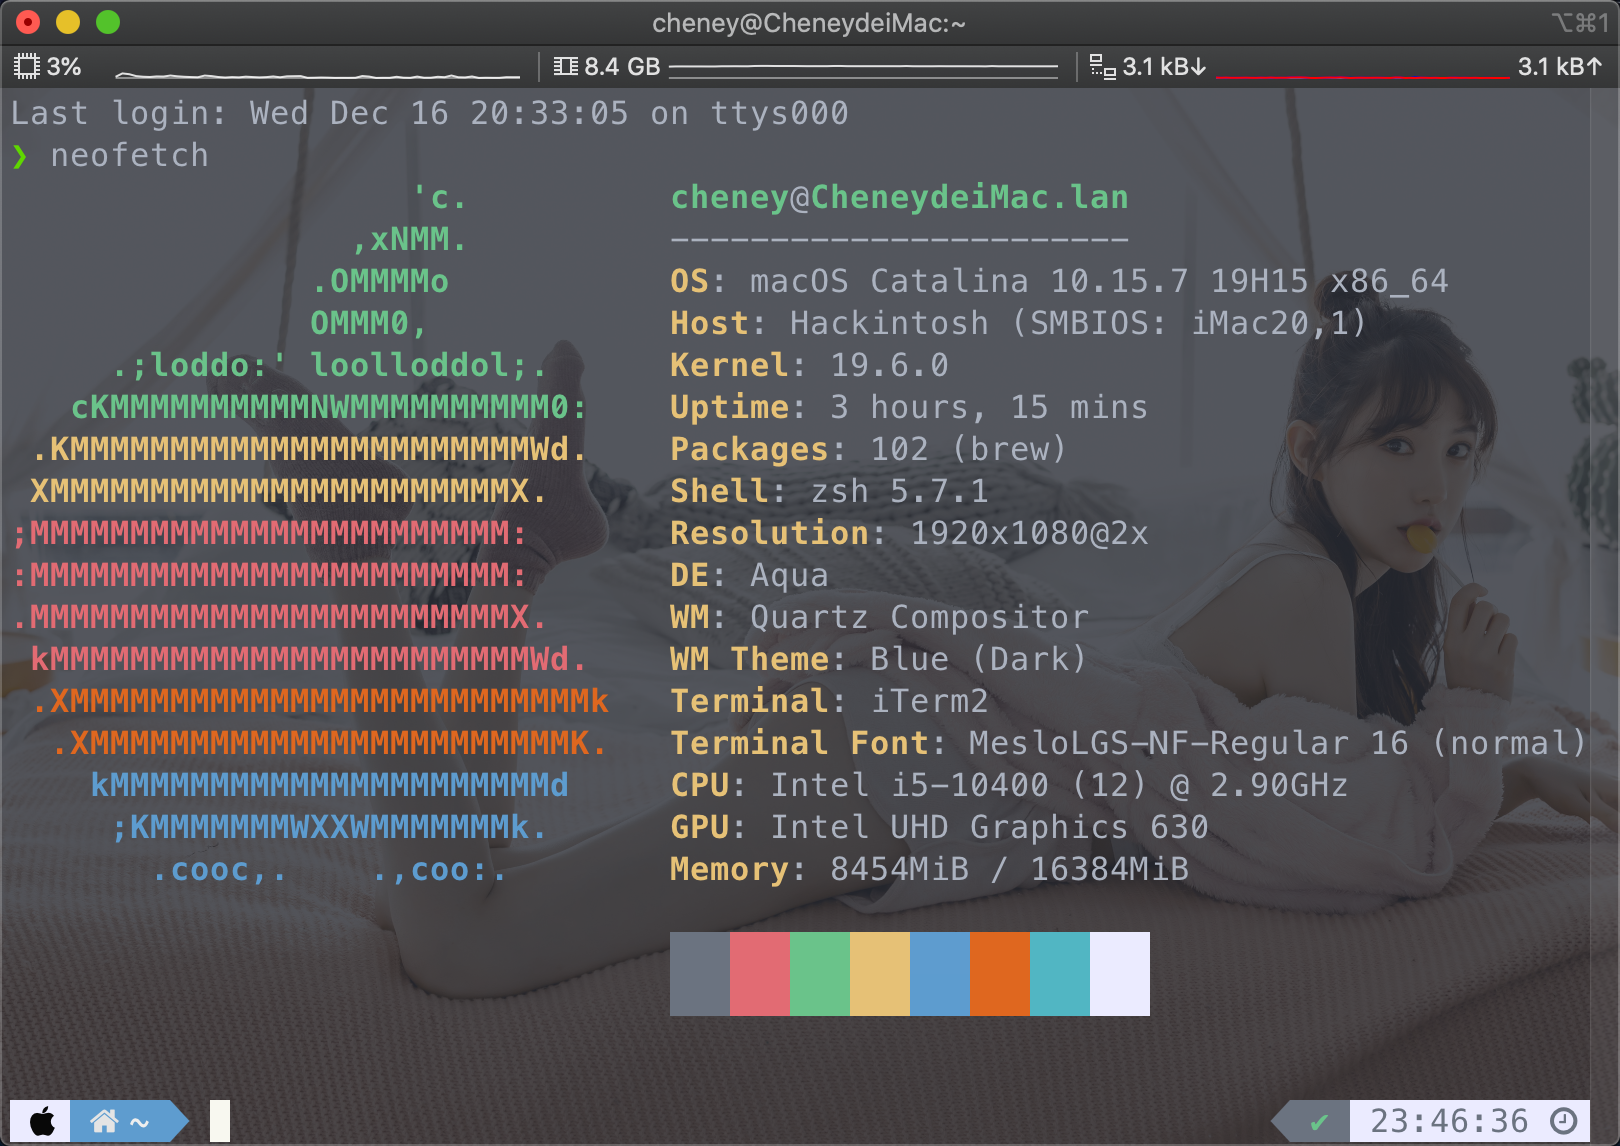 cheney@CheneydeiMac:~
⌥⌘1
3%
8.4 GB
3.1 kB↓
3.1 kB↑
Last login: Wed Dec 16 20:33:05 on ttys000
❯ neofetch
                    'c.          cheney@CheneydeiMac.lan
                 ,xNMM.          -----------------------
               .OMMMMo           OS: macOS Catalina 10.15.7 19H15 x86_64
               OMMM0,            Host: Hackintosh (SMBIOS: iMac20,1)
     .;loddo:' loolloddol;.      Kernel: 19.6.0
   cKMMMMMMMMMMNWMMMMMMMMMM0:    Uptime: 3 hours, 15 mins
 .KMMMMMMMMMMMMMMMMMMMMMMMWd.    Packages: 102 (brew)
 XMMMMMMMMMMMMMMMMMMMMMMMX.      Shell: zsh 5.7.1
;MMMMMMMMMMMMMMMMMMMMMMMM:       Resolution: 1920x1080@2x
:MMMMMMMMMMMMMMMMMMMMMMMM:       DE: Aqua
.MMMMMMMMMMMMMMMMMMMMMMMMX.      WM: Quartz Compositor
 kMMMMMMMMMMMMMMMMMMMMMMMMWd.    WM Theme: Blue (Dark)
 .XMMMMMMMMMMMMMMMMMMMMMMMMMMk   Terminal: iTerm2
  .XMMMMMMMMMMMMMMMMMMMMMMMMK.   Terminal Font: MesloLGS-NF-Regular 16 (normal)
    kMMMMMMMMMMMMMMMMMMMMMMd     CPU: Intel i5-10400 (12) @ 2.90GHz
     ;KMMMMMMMWXXWMMMMMMMk.      GPU: Intel UHD Graphics 630
       .cooc,.    .,coo:.        Memory: 8454MiB / 16384MiB
~
✔ 23:46:36